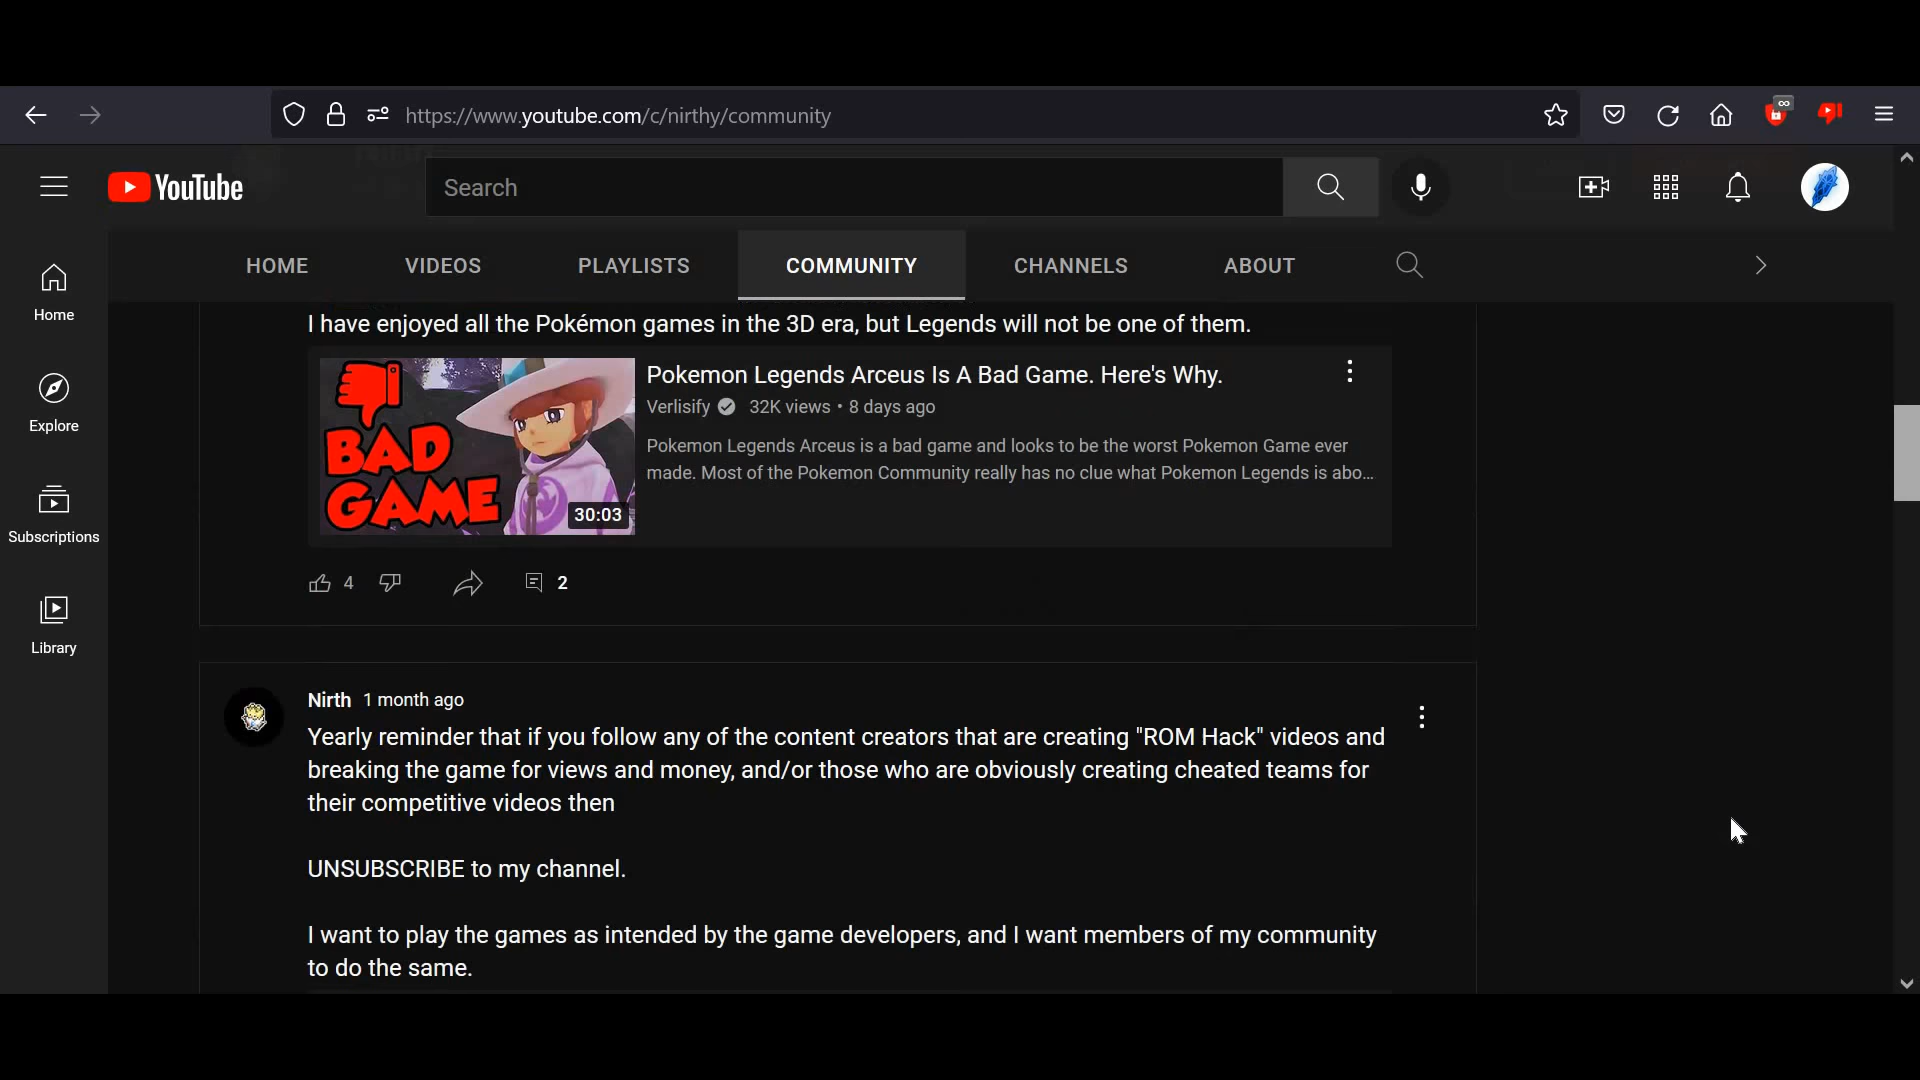 https://www.youtube.com/c/nirthy/community
YouTube
Search
HOME
VIDEOS
PLAYLISTS
COMMUNITY
CHANNELS
ABOUT
Home
Explore
Subscriptions
Library
I have enjoyed all the Pokémon games in the 3D era, but Legends will not be one of them.
BAD
GAME
30:03
Pokemon Legends Arceus Is A Bad Game. Here's Why.
Verlisify 32K views • 8 days ago
Pokemon Legends Arceus is a bad game and looks to be the worst Pokemon Game ever
made. Most of the Pokemon Community really has no clue what Pokemon Legends is abo...
4
2
Nirth 1 month ago
Yearly reminder that if you follow any of the content creators that are creating "ROM Hack" videos and
breaking the game for views and money, and/or those who are obviously creating cheated teams for
their competitive videos then
UNSUBSCRIBE to my channel.
I want to play the games as intended by the game developers, and I want members of my community
to do the same.